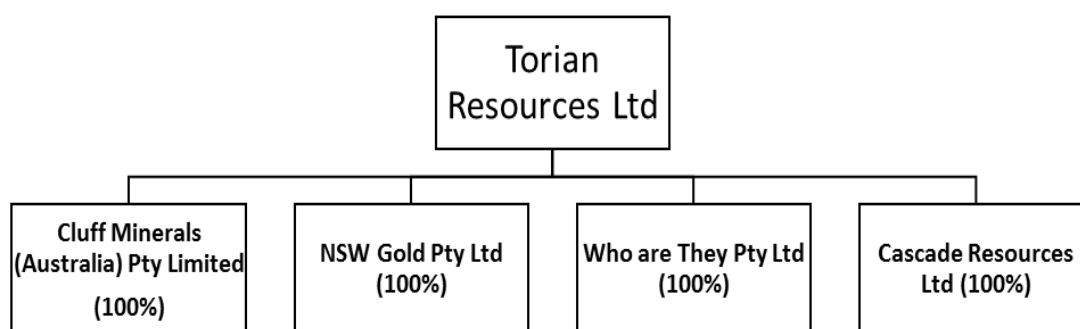 Torian
Resources Ltd
Cluff Minerals
(Australia) Pty Limited
(100%)
NSW Gold Pty Ltd
(100%)
Who are They Pty Ltd
(100%)
Cascade Resources
Ltd (100%)